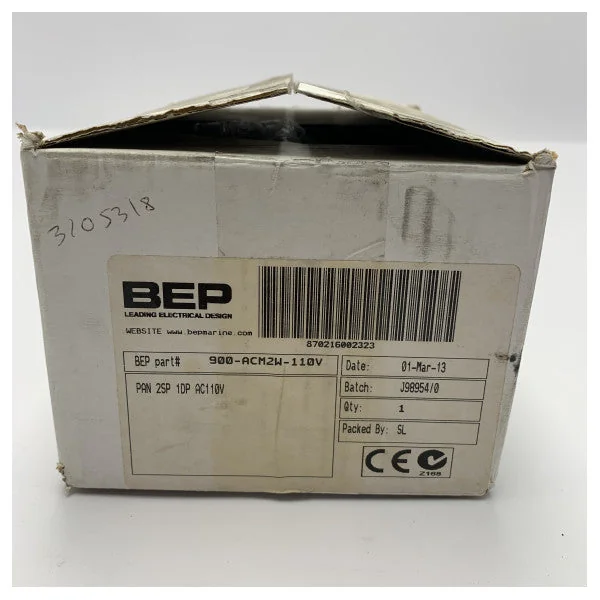 3105318
BEP
LEADING ELECTRICAL DESIGN
WEBSITE www.bepmarine.com
870216002323
BEP part# 900-ACM2W-110V
PAN 2SP 1DP AC110V
Date: 01-Mar-13
Batch: J98954/0
Qty: 1
Packed By: SL
CE
Z168